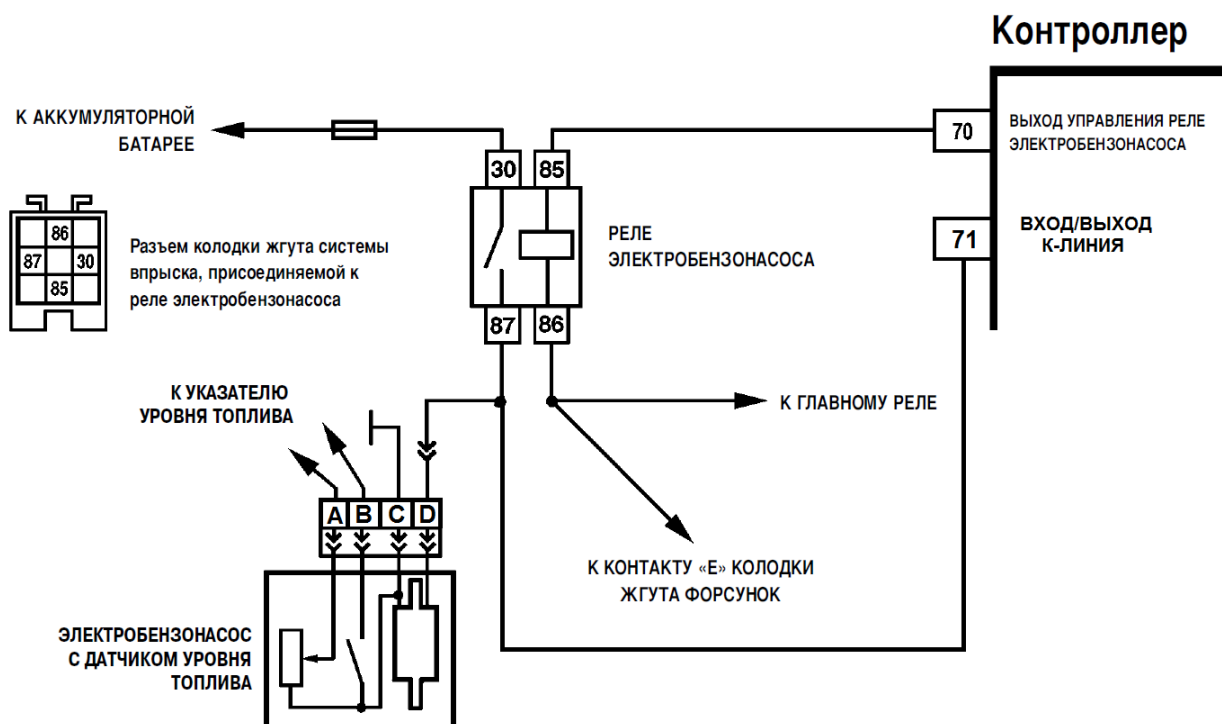 Контроллер
К АККУМУЛЯТОРНОЙ
БАТАРЕЕ
30
85
70
ВЫХОД УПРАВЛЕНИЯ РЕЛЕ
ЭЛЕКТРОБЕНЗОНАСОСА
71
ВХОД/ВЫХОД
К-ЛИНИЯ
РЕЛЕ
ЭЛЕКТРОБЕНЗОНАСОСА
86
87
30
85
Разъем колодки жгута системы
впрыска, присоединяемой к
реле электробензонасоса
87
86
К УКАЗАТЕЛЮ
УРОВНЯ ТОПЛИВА
К ГЛАВНОМУ РЕЛЕ
A
B
C
D
К КОНТАКТУ «Е» КОЛОДКИ
ЖГУТА ФОРСУНОК
ЭЛЕКТРОБЕНЗОНАСОС
С ДАТЧИКОМ УРОВНЯ
ТОПЛИВА